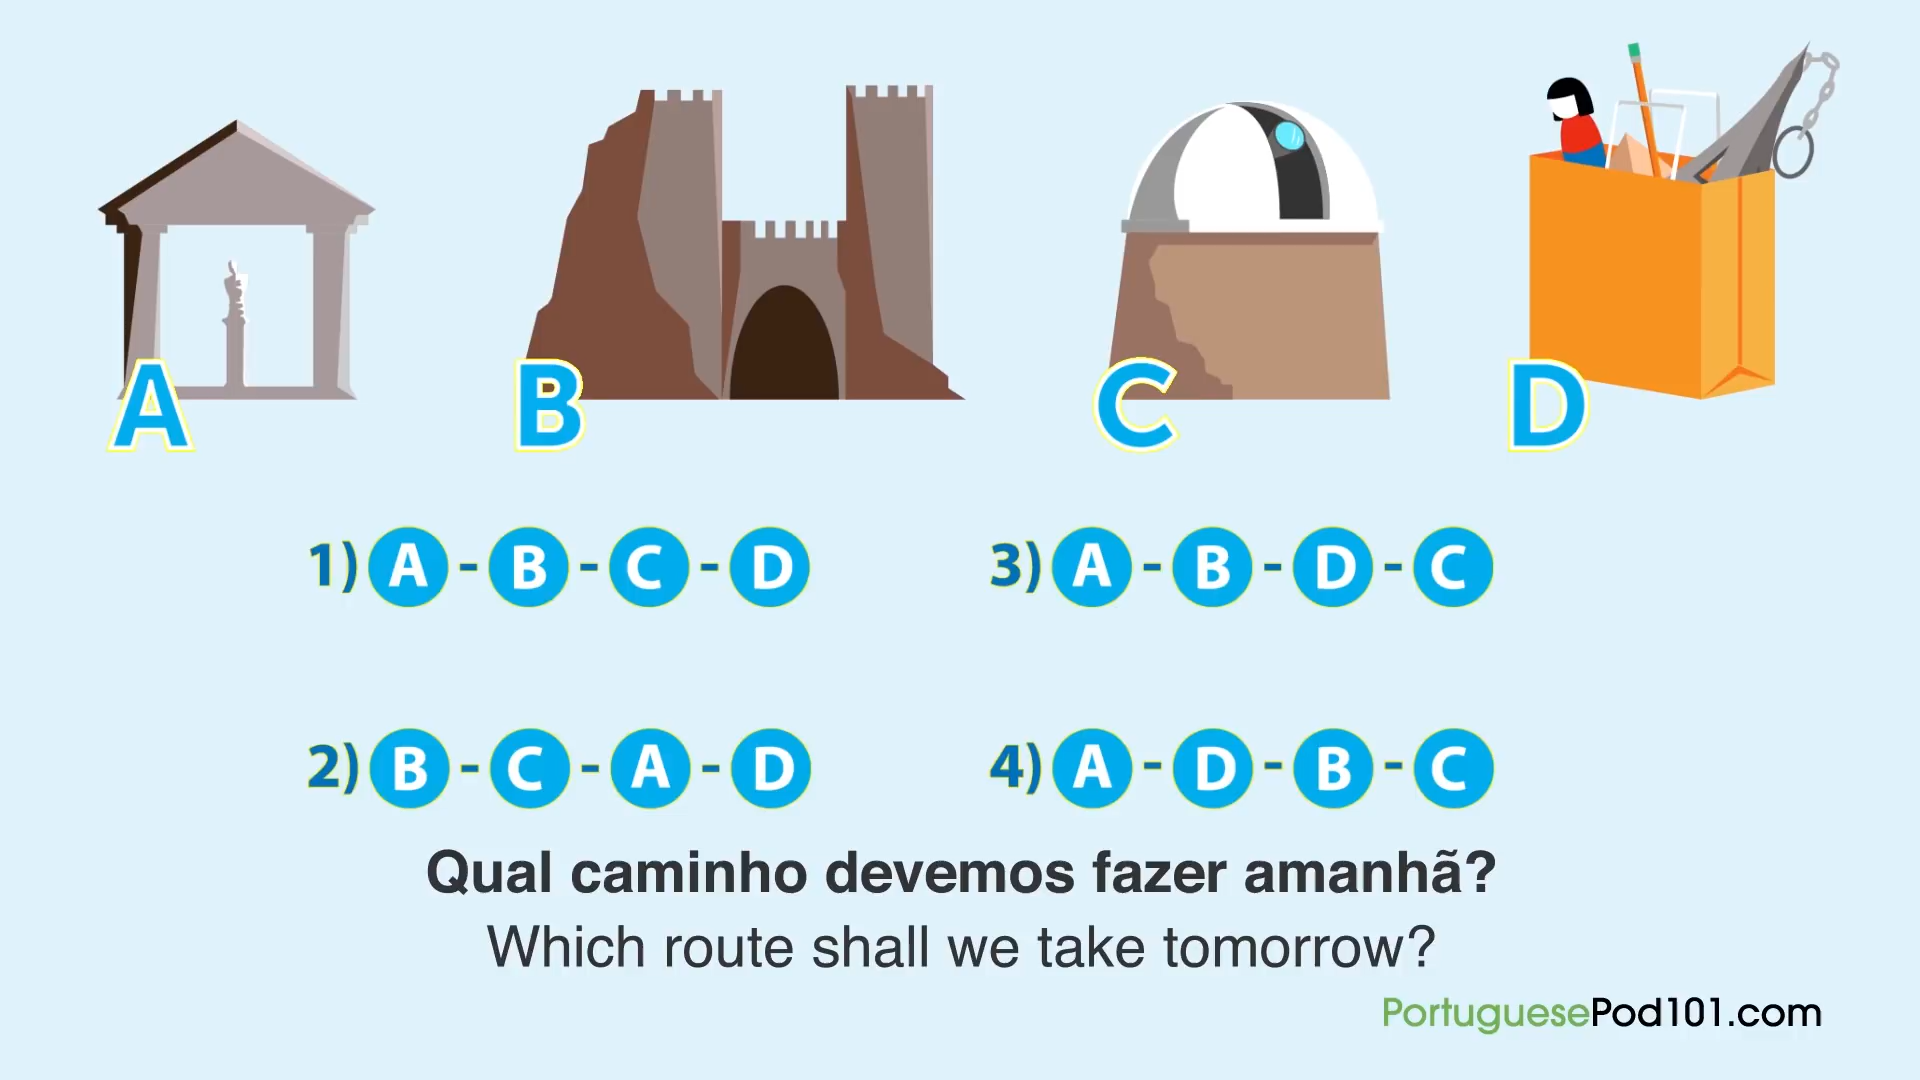 A B C D
1) A - B - C - D
3) A - B - D - C
2) B - C - A - D
4) A - D - B - C
Qual caminho devemos fazer amanhã?
Which route shall we take tomorrow?
PortuguesePod101.com